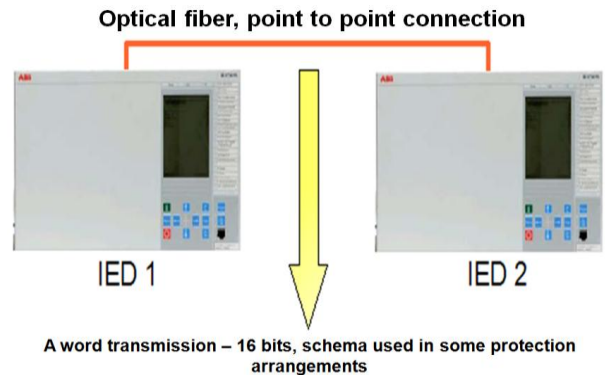 Optical fiber, point to point connection
ABB
ABB
IED 1
IED 2
A word transmission – 16 bits, schema used in some protection
arrangements